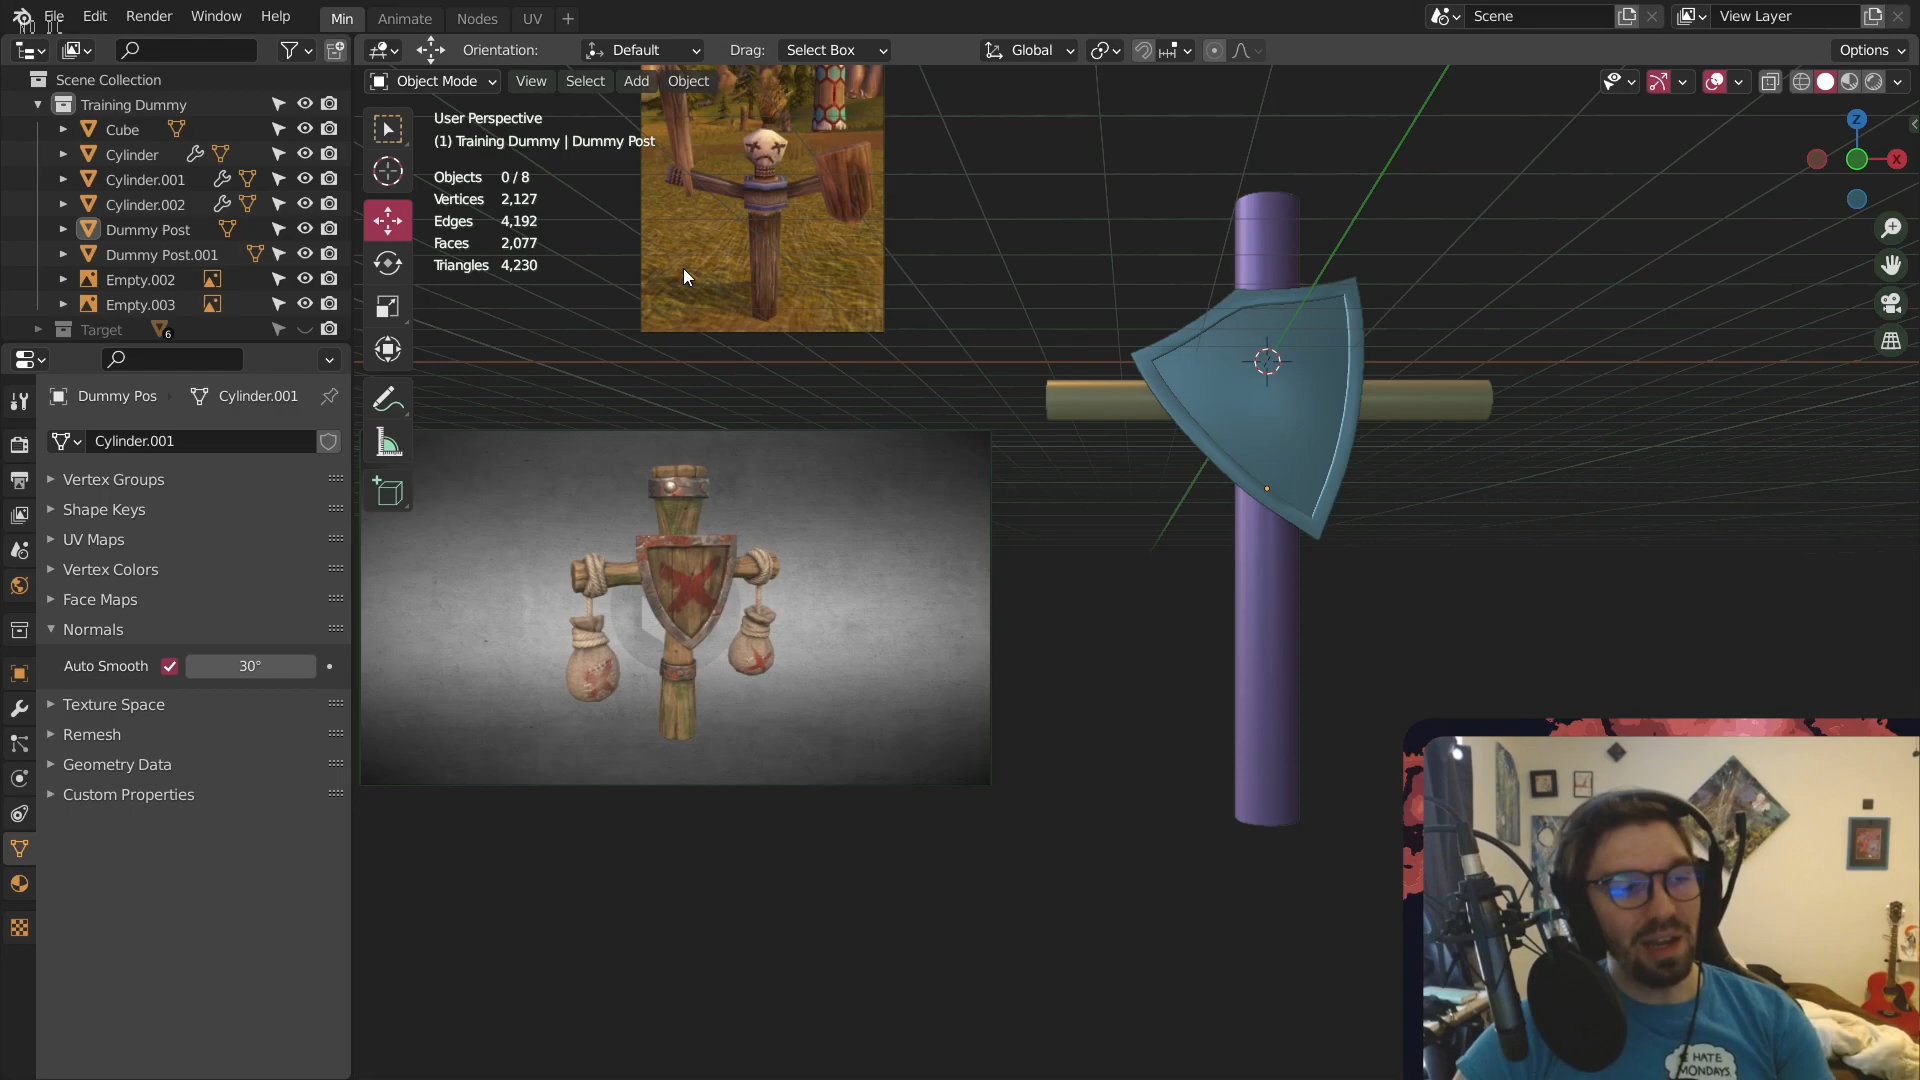 File Edit Render Window Help
Min Animate Nodes UV +
Scene
View Layer
Orientation: Default Drag: Select Box
Global
Options
Scene Collection
Training Dummy
Cube
Cylinder
Cylinder.001
Cylinder.002
Dummy Post
Dummy Post.001
Empty.002
Empty.003
Target 6
Object Mode View Select Add Object
User Perspective
(1) Training Dummy | Dummy Post
Objects 0 / 8
Vertices 2,127
Edges 4,192
Faces 2,077
Triangles 4,230
Z
X
Dummy Pos Cylinder.001
Cylinder.001
Vertex Groups
Shape Keys
UV Maps
Vertex Colors
Face Maps
Normals
Auto Smooth 30°
Texture Space
Remesh
Geometry Data
Custom Properties
HATE
MONDAYS